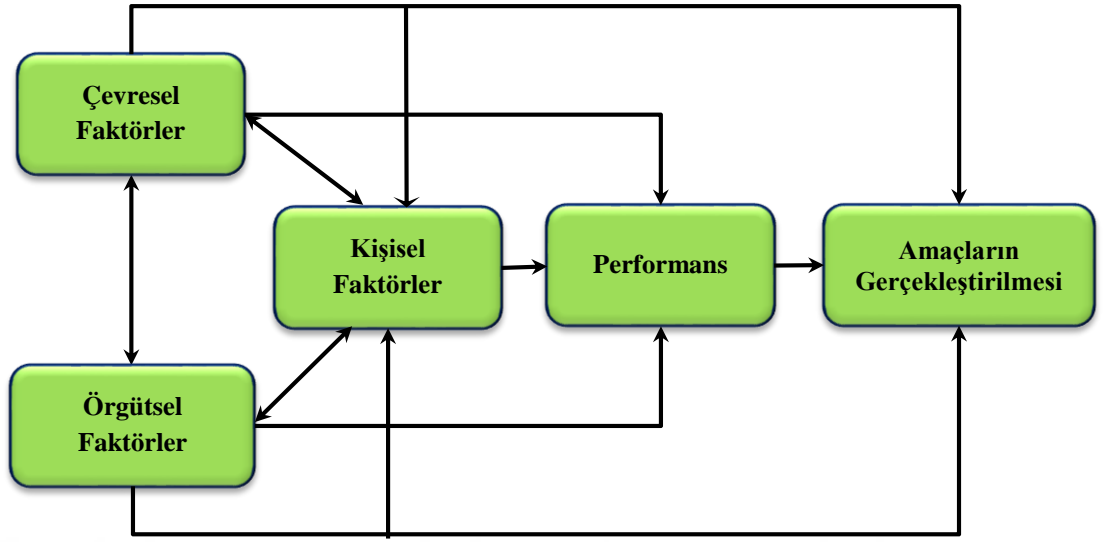 Çevresel
Faktörler
Kişisel
Faktörler
Performans
Amaçların
Gerçekleştirilmesi
Örgütsel
Faktörler